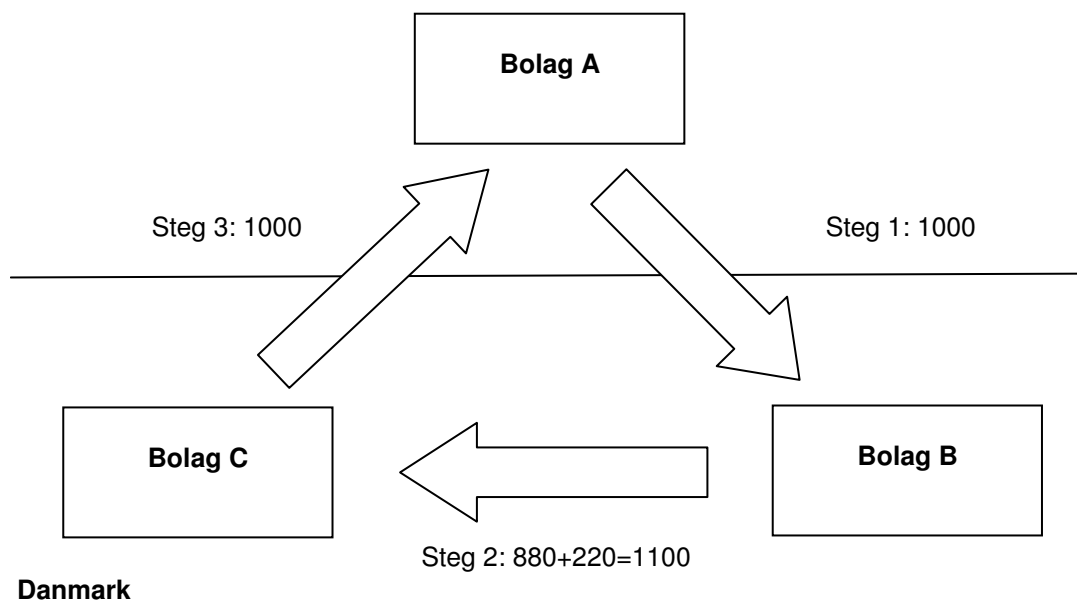 Bolag A
Steg 3: 1000
Steg 1: 1000
Bolag C
Bolag B
Steg 2: 880+220=1100
Danmark